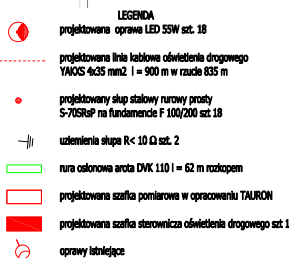 LEGENDA
projektowana oprawa LED 55W szt. 18
projektowana linia kablowa oświetlenia drogowego
YAKXS 4x35 mm2 l = 900 m w rzucie 835 m
projektowany słup stalowy rurowy prosty
S-70SRsP na fundamencie F 100/200 szt 18
uziemienia słupa R< 10 Ω szt. 2
rura osłonowa arota DVK 110 l = 62 m rozkopem
projektowana szafka pomiarowa w opracowaniu TAURON
projektowana szafka sterownicza oświetlenia drogowego szt 1
oprawy istniejące